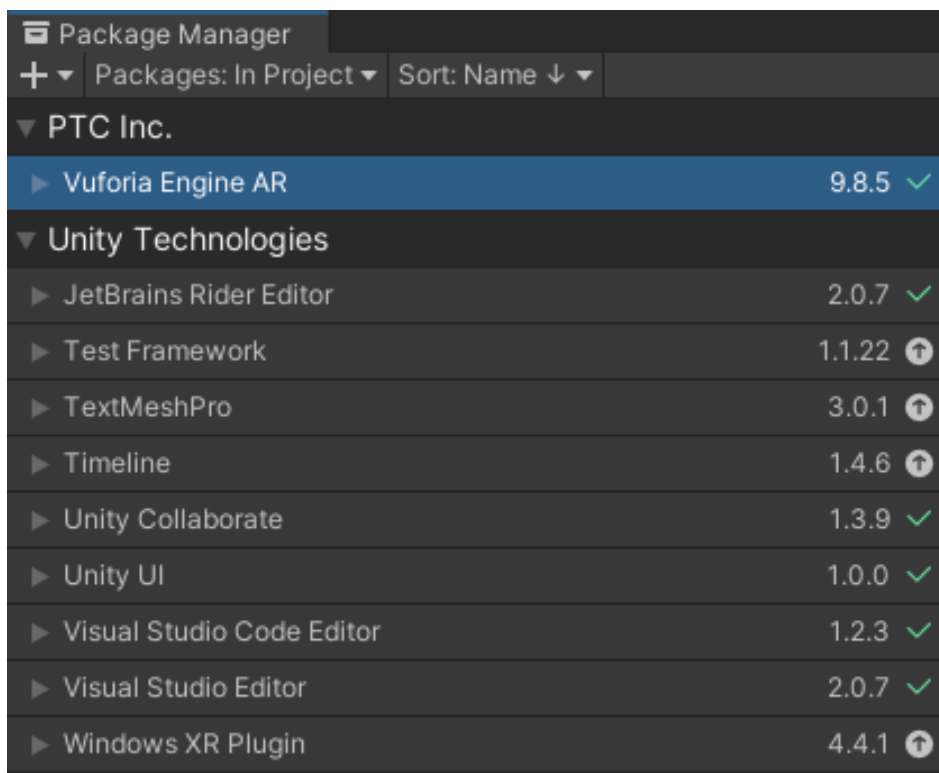 Package Manager
+ Packages: In Project Sort: Name ↓
PTC Inc.
Vuforia Engine AR 9.8.5
Unity Technologies
JetBrains Rider Editor 2.0.7
Test Framework 1.1.22
TextMeshPro 3.0.1
Timeline 1.4.6
Unity Collaborate 1.3.9
Unity UI 1.0.0
Visual Studio Code Editor 1.2.3
Visual Studio Editor 2.0.7
Windows XR Plugin 4.4.1